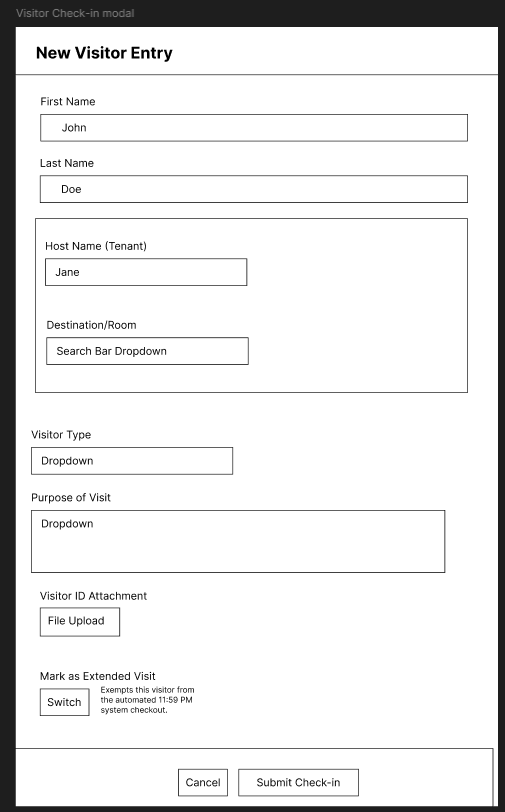 Visitor Check-in modal
New Visitor Entry
First Name
John
Last Name
Doe
Host Name (Tenant)
Jane
Destination/Room
Search Bar Dropdown
Visitor Type
Dropdown
Purpose of Visit
Dropdown
Visitor ID Attachment
File Upload
Mark as Extended Visit
Switch
Exempts this visitor from
the automated 11:59 PM
system checkout.
Cancel
Submit Check-in